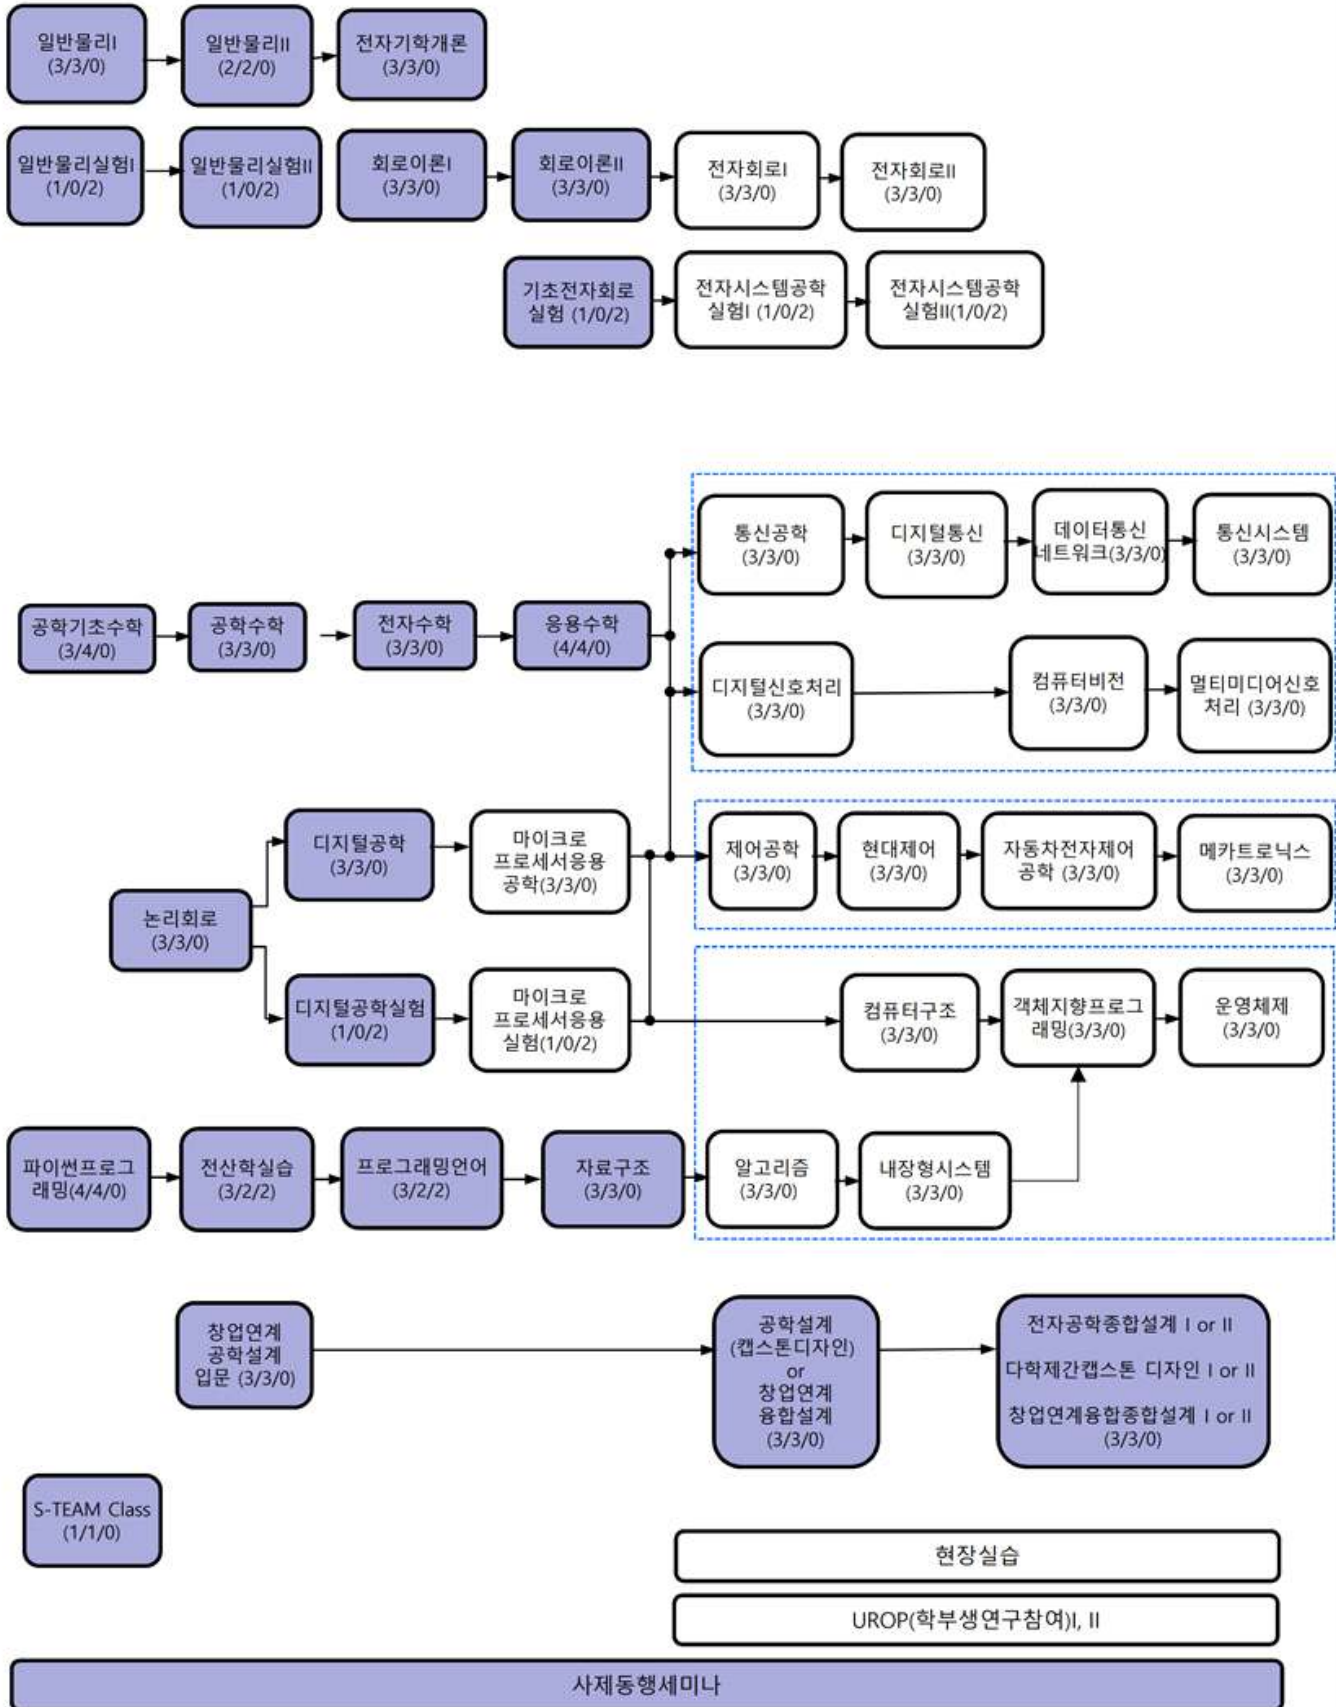 일반물리I
(3/3/0)
일반물리II
(2/2/0)
전자기학개론
(3/3/0)
일반물리실험I
(1/0/2)
일반물리실험II
(1/0/2)
회로이론I
(3/3/0)
회로이론II
(3/3/0)
전자회로I
(3/3/0)
전자회로II
(3/3/0)
기초전자회로
실험 (1/0/2)
전자시스템공학
실험I (1/0/2)
전자시스템공학
실험II(1/0/2)
통신공학
(3/3/0)
디지털통신
(3/3/0)
데이터통신
네트워크(3/3/0)
통신시스템
(3/3/0)
공학기초수학
(3/4/0)
공학수학
(3/3/0)
전자수학
(3/3/0)
응용수학
(4/4/0)
디지털신호처리
(3/3/0)
컴퓨터비전
(3/3/0)
멀티미디어신호
처리 (3/3/0)
디지털공학
(3/3/0)
마이크로
프로세서응용
공학(3/3/0)
제어공학
(3/3/0)
현대제어
(3/3/0)
자동차전자제어
공학 (3/3/0)
메카트로닉스
(3/3/0)
논리회로
(3/3/0)
디지털공학실험
(1/0/2)
마이크로
프로세서응용
실험(1/0/2)
컴퓨터구조
(3/3/0)
객체지향프로그
래밍(3/3/0)
운영체제
(3/3/0)
파이썬프로그
래밍(4/4/0)
전산학실습
(3/2/2)
프로그래밍언어
(3/2/2)
자료구조
(3/3/0)
알고리즘
(3/3/0)
내장형시스템
(3/3/0)
창업연계
공학설계
입문 (3/3/0)
공학설계
(캡스톤디자인)
or
창업연계
융합설계
(3/3/0)
전자공학종합설계 I or II
다학제간캡스톤 디자인 I or II
창업연계융합종합설계 I or II
(3/3/0)
S-TEAM Class
(1/1/0)
현장실습
UROP(학부생연구참여)I, II
사제동행세미나